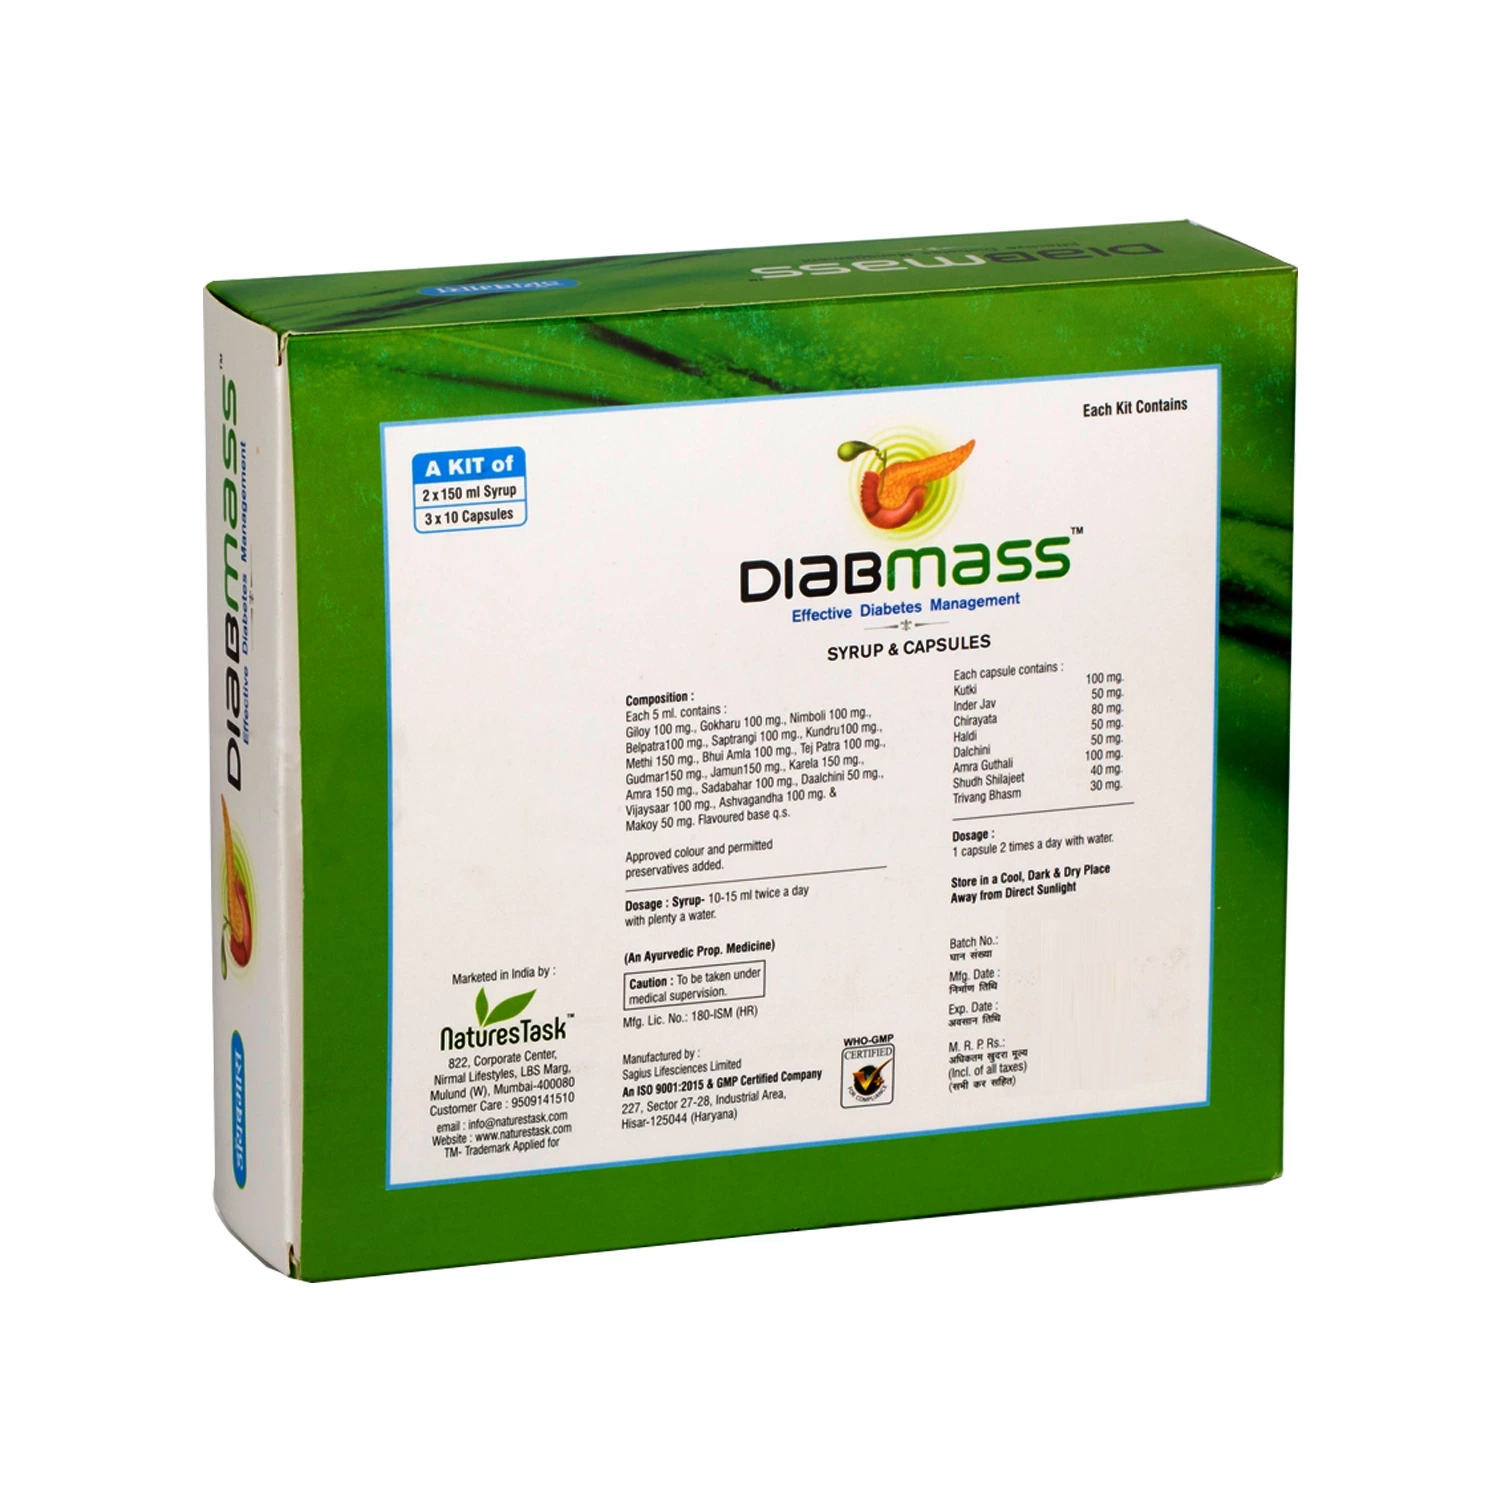 DIABMASS™
Effective Diabetes Management
DIABMASS™
Effective Diabetes Management
Each Kit Contains
A KIT of
2 x 150 ml Syrup
3 x 10 Capsules
DIABMASS™
Effective Diabetes Management
SYRUP & CAPSULES
Composition :
Each 5 ml. contains :
Giloy 100 mg., Gokharu 100 mg., Nimboli 100 mg.,
Belpatra100 mg., Saptrangi 100 mg., Kundru100 mg.,
Methi 150 mg., Bhui Amla 100 mg., Tej Patra 100 mg.,
Gudmar150 mg., Jamun150 mg., Karela 150 mg.,
Amra 150 mg., Sadabahar 100 mg., Daalchini 50 mg.,
Vijaysaar 100 mg., Ashvagandha 100 mg. &
Makoy 50 mg. Flavoured base q.s.
Approved colour and permitted
preservatives added.
Dosage : Syrup- 10-15 ml twice a day
with plenty a water.
(An Ayurvedic Prop. Medicine)
Caution : To be taken under
medical supervision.
Mfg. Lic. No.: 180-ISM (HR)
Manufactured by :
Sagius Lifesciences Limited
An ISO 9001:2015 & GMP Certified Company
227, Sector 27-28, Industrial Area,
Hisar-125044 (Haryana)
Each capsule contains :
Kutki 100 mg.
Inder Jav 50 mg.
Chirayata 80 mg.
Haldi 50 mg.
Dalchini 50 mg.
Amra Guthali 100 mg.
Shudh Shilajeet 40 mg.
Trivang Bhasm 30 mg.
Dosage :
1 capsule 2 times a day with water.
Store in a Cool, Dark & Dry Place
Away from Direct Sunlight
Batch No.:
घान संख्या
Mfg. Date :
निर्माण तिथि
Exp. Date :
अवसान तिथि
M. R. P. Rs.:
अधिकतम खुदरा मूल्य
(Incl. of all taxes)
(सभी कर सहित)
WHO-GMP
CERTIFIED
FOR COMPLIANCE
Marketed in India by :
NaturesTask™
822, Corporate Center,
Nirmal Lifestyles, LBS Marg,
Mulund (W), Mumbai-400080
Customer Care : 9509141510
email : info@naturestask.com
Website : www.naturestask.com
TM- Trademark Applied for